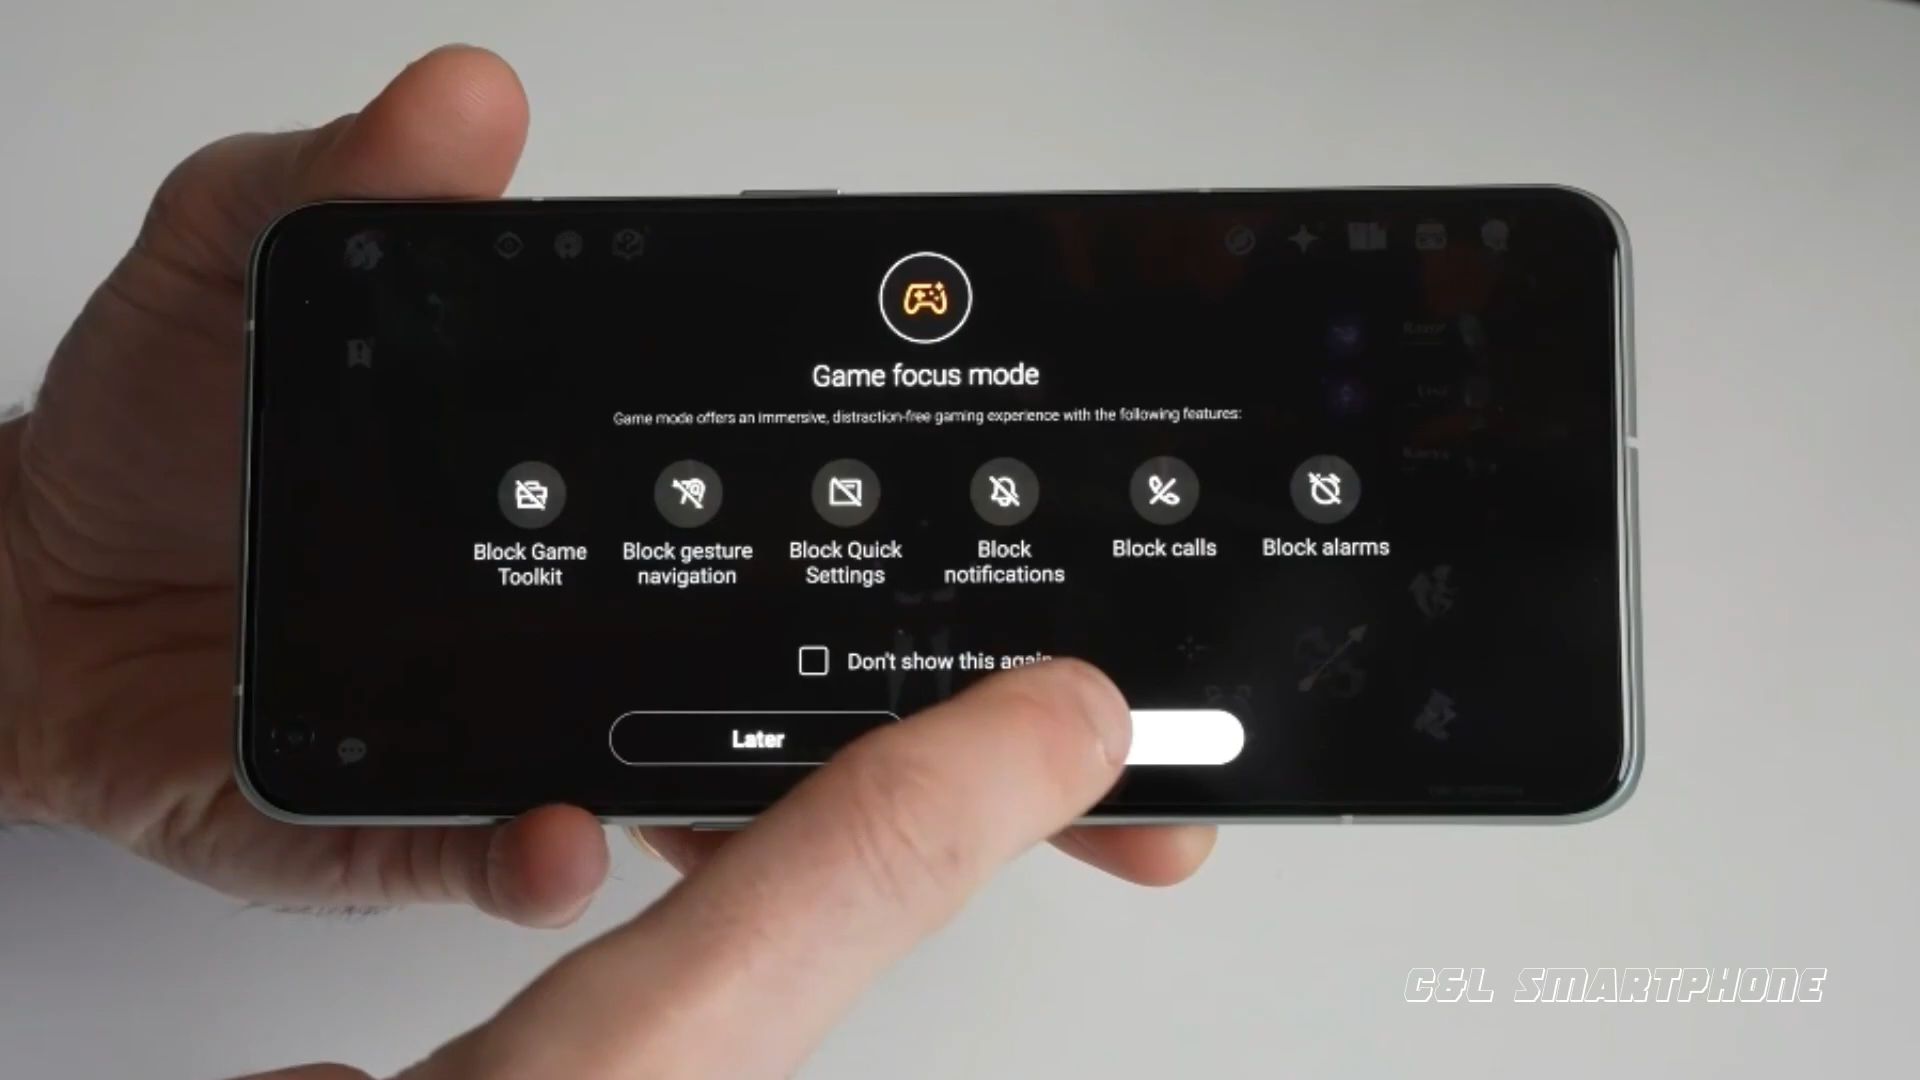 Game focus mode
Game mode offers an immersive, distraction-free gaming experience with the following features:
Block Game
Toolkit
Block gesture
navigation
Block Quick
Settings
Block
notifications
Block calls
Block alarms
Don't show this again
Later
C&L SMARTPHONE